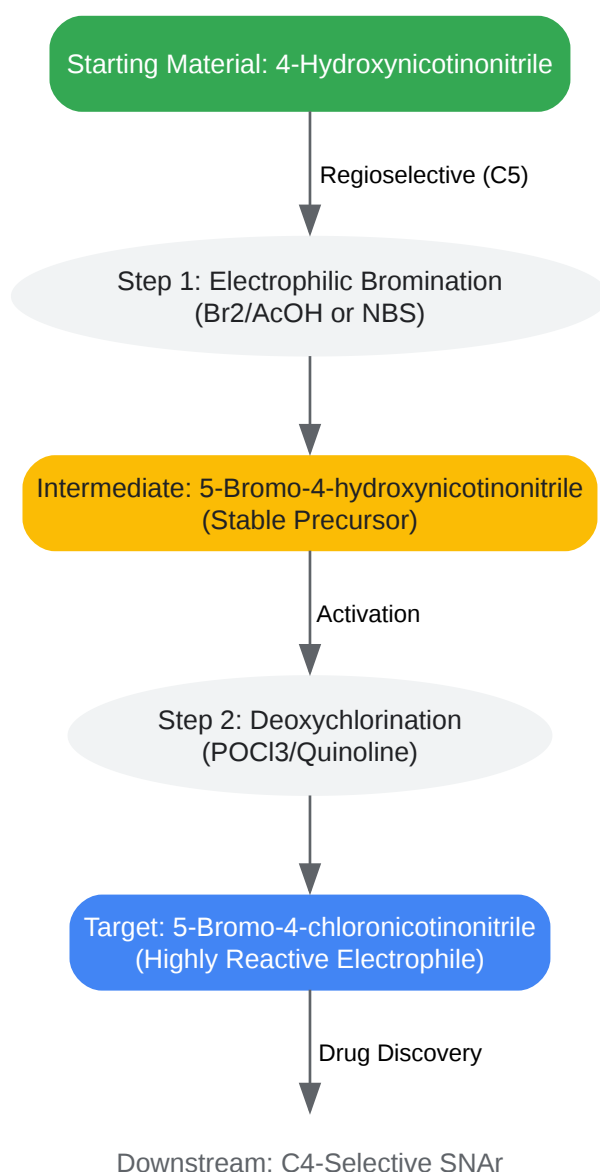 Starting Material: 4-Hydroxynicotinonitrile
Regioselective (C5)
Step 1: Electrophilic Bromination
(Br2/AcOH or NBS)
Intermediate: 5-Bromo-4-hydroxynicotinonitrile
(Stable Precursor)
Activation
Step 2: Deoxychlorination
(POCl3/Quinoline)
Target: 5-Bromo-4-chloronicotinonitrile
(Highly Reactive Electrophile)
Drug Discovery
Downstream: C4-Selective SNAr